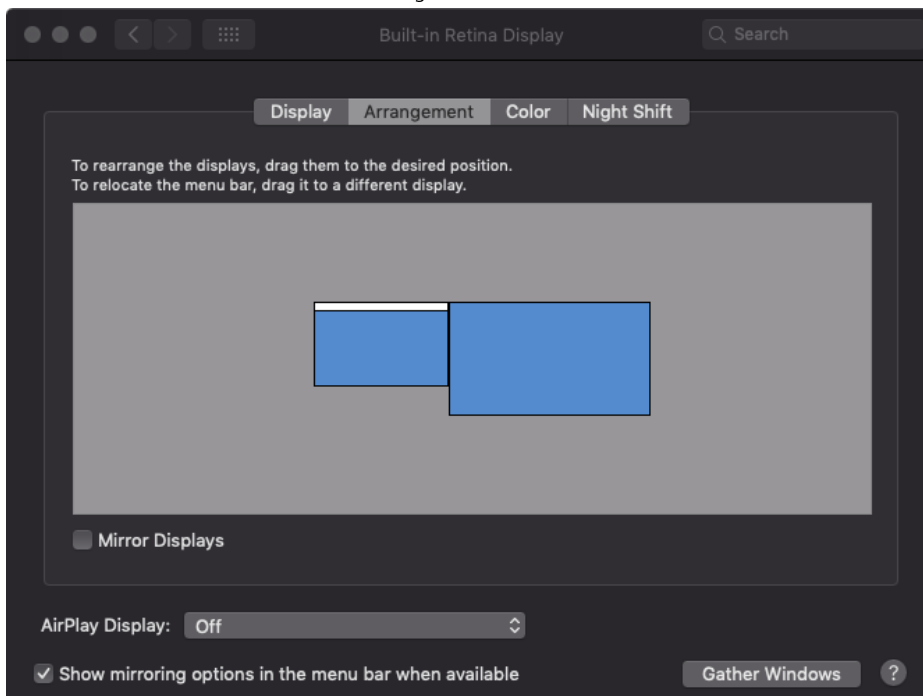 Built-in Retina Display
Search
Display Arrangement Color Night Shift
To rearrange the displays, drag them to the desired position.
To relocate the menu bar, drag it to a different display.
Mirror Displays
AirPlay Display: Off
Show mirroring options in the menu bar when available
Gather Windows ?